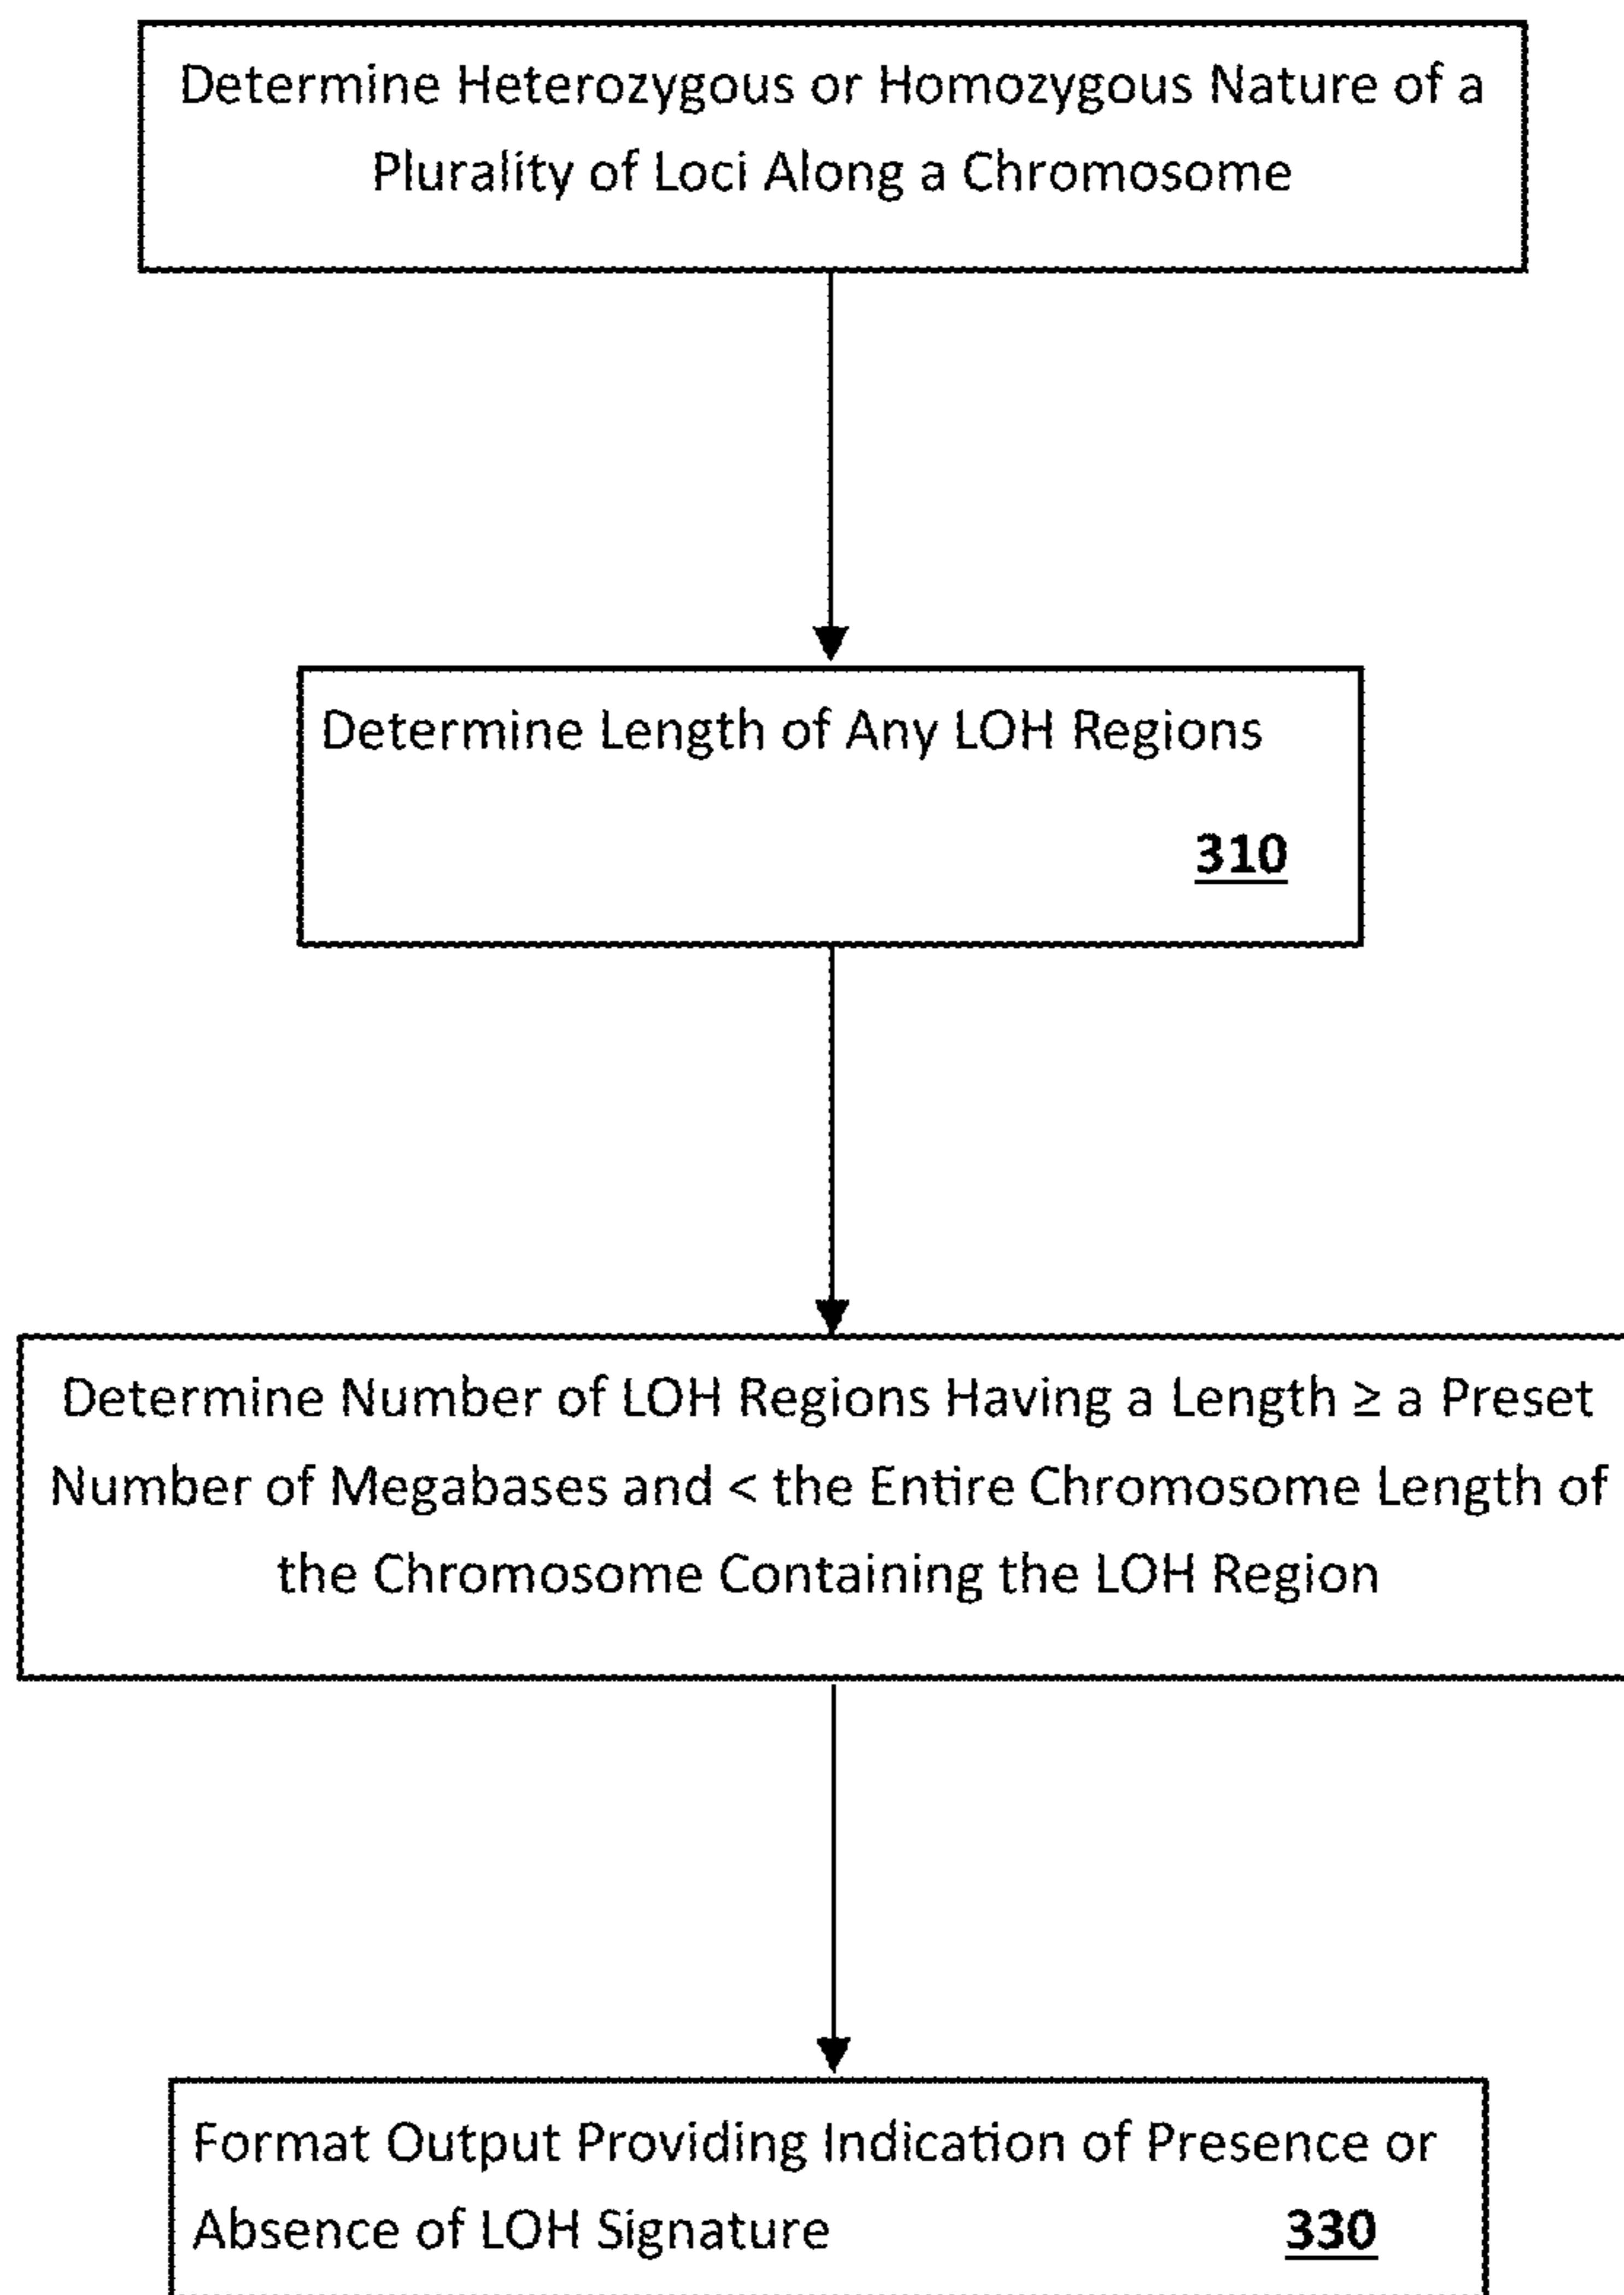 Determine Heterozygous or Homozygous Nature of a
Plurality of Loci Along a Chromosome
Determine Length of Any LOH Regions
310
Determine Number of LOH Regions Having a Length ≥ a Preset
Number of Megabases and < the Entire Chromosome Length of
the Chromosome Containing the LOH Region
Format Output Providing Indication of Presence or
Absence of LOH Signature 330